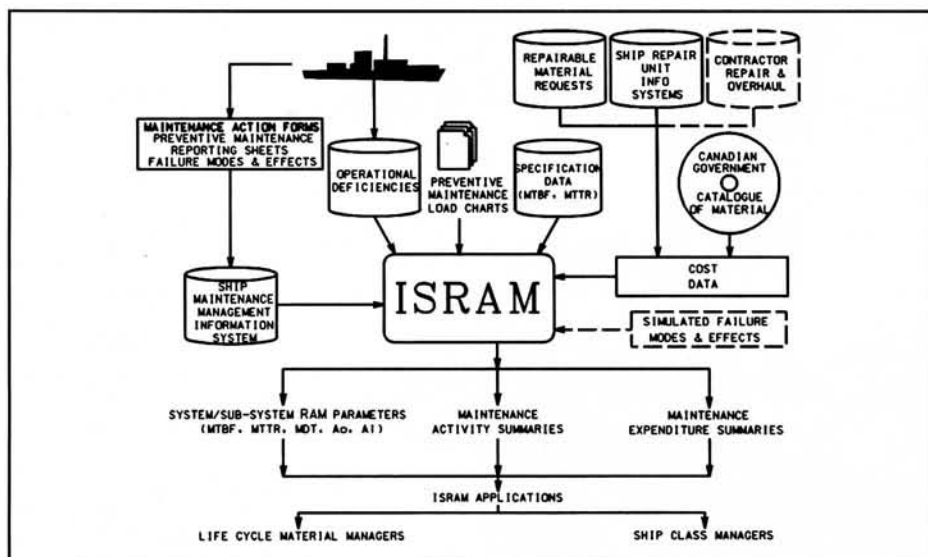 REPAIRABLE
MATERIAL
REQUESTS
SHIP REPAIR
UNIT
INFO
SYSTEMS
CONTRACTOR
REPAIR &
OVERHAUL
MAINTENANCE ACTION FORMS
PREVENTIVE MAINTENANCE
REPORTING SHEETS
FAILURE MODES & EFFECTS
OPERATIONAL
DEFICIENCIES
PREVENTIVE
MAINTENANCE
LOAD CHARTS
SPECIFICATION
DATA
(MTBF, MTTR)
CANADIAN
GOVERNMENT
CATALOGUE
OF MATERIAL
SHIP
MAINTENANCE
MANAGEMENT
INFORMATION
SYSTEM
ISRAM
COST
DATA
SIMULATED FAILURE
MODES & EFFECTS
SYSTEM/SUB-SYSTEM RAM PARAMETERS
(MTBF, MTTR, MDT, Ao, Ai)
MAINTENANCE
ACTIVITY SUMMARIES
MAINTENANCE
EXPENDITURE SUMMARIES
ISRAM APPLICATIONS
LIFE CYCLE MATERIAL MANAGERS
SHIP CLASS MANAGERS